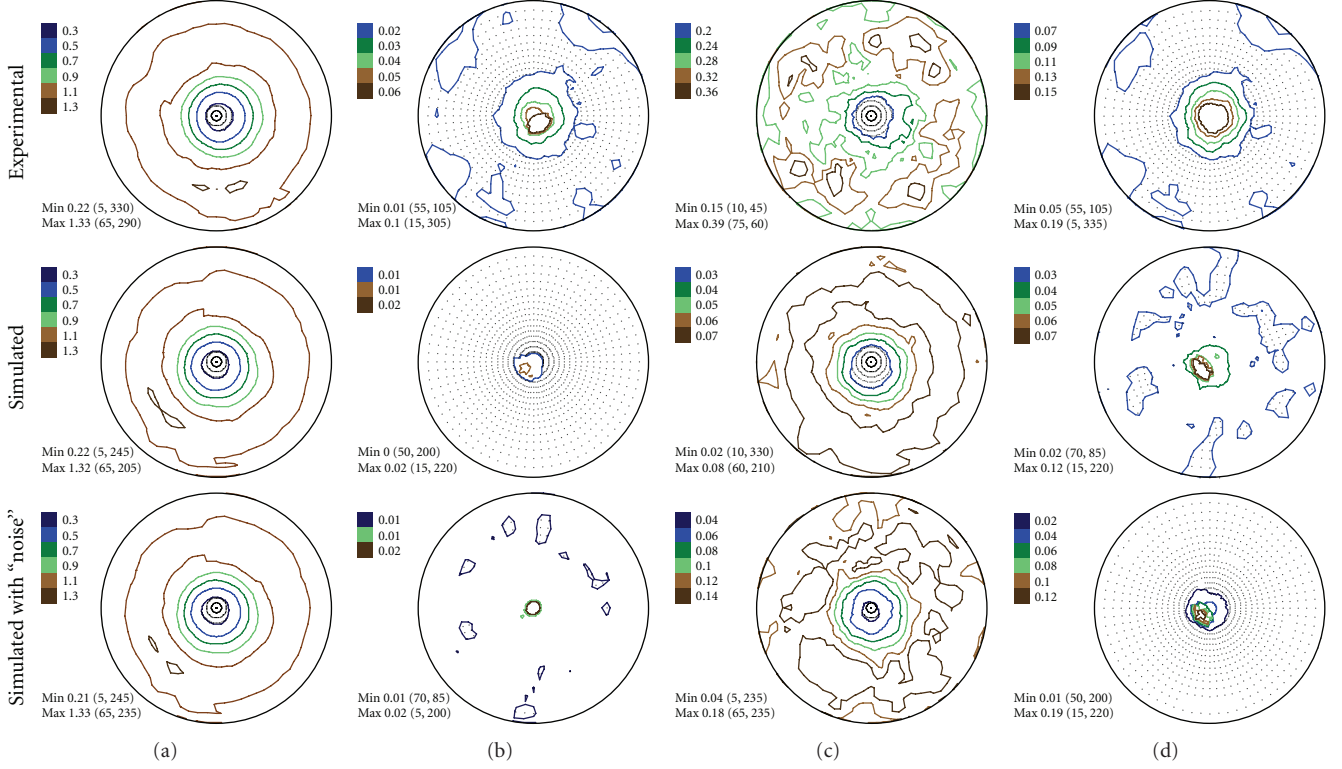 Experimental
0.3
0.5
0.7
0.9
1.1
1.3
Min 0.22 (5, 330)
Max 1.33 (65, 290)
0.02
0.03
0.04
0.05
0.06
Min 0.01 (55, 105)
Max 0.1 (15, 305)
0.2
0.24
0.28
0.32
0.36
Min 0.15 (10, 45)
Max 0.39 (75, 60)
0.07
0.09
0.11
0.13
0.15
Min 0.05 (55, 105)
Max 0.19 (5, 335)
Simulated
0.3
0.5
0.7
0.9
1.1
1.3
Min 0.22 (5, 245)
Max 1.32 (65, 205)
0.01
0.01
0.02
Min 0 (50, 200)
Max 0.02 (15, 220)
0.03
0.04
0.05
0.06
0.07
Min 0.02 (10, 330)
Max 0.08 (60, 210)
0.03
0.04
0.05
0.06
0.07
Min 0.02 (70, 85)
Max 0.12 (15, 220)
Simulated with “noise”
0.3
0.5
0.7
0.9
1.1
1.3
Min 0.21 (5, 245)
Max 1.33 (65, 235)
0.01
0.01
0.02
Min 0.01 (70, 85)
Max 0.02 (5, 200)
0.04
0.06
0.08
0.1
0.12
0.14
Min 0.04 (5, 235)
Max 0.18 (65, 235)
0.02
0.04
0.06
0.08
0.1
0.12
Min 0.01 (50, 200)
Max 0.19 (15, 220)
(a)
(b)
(c)
(d)